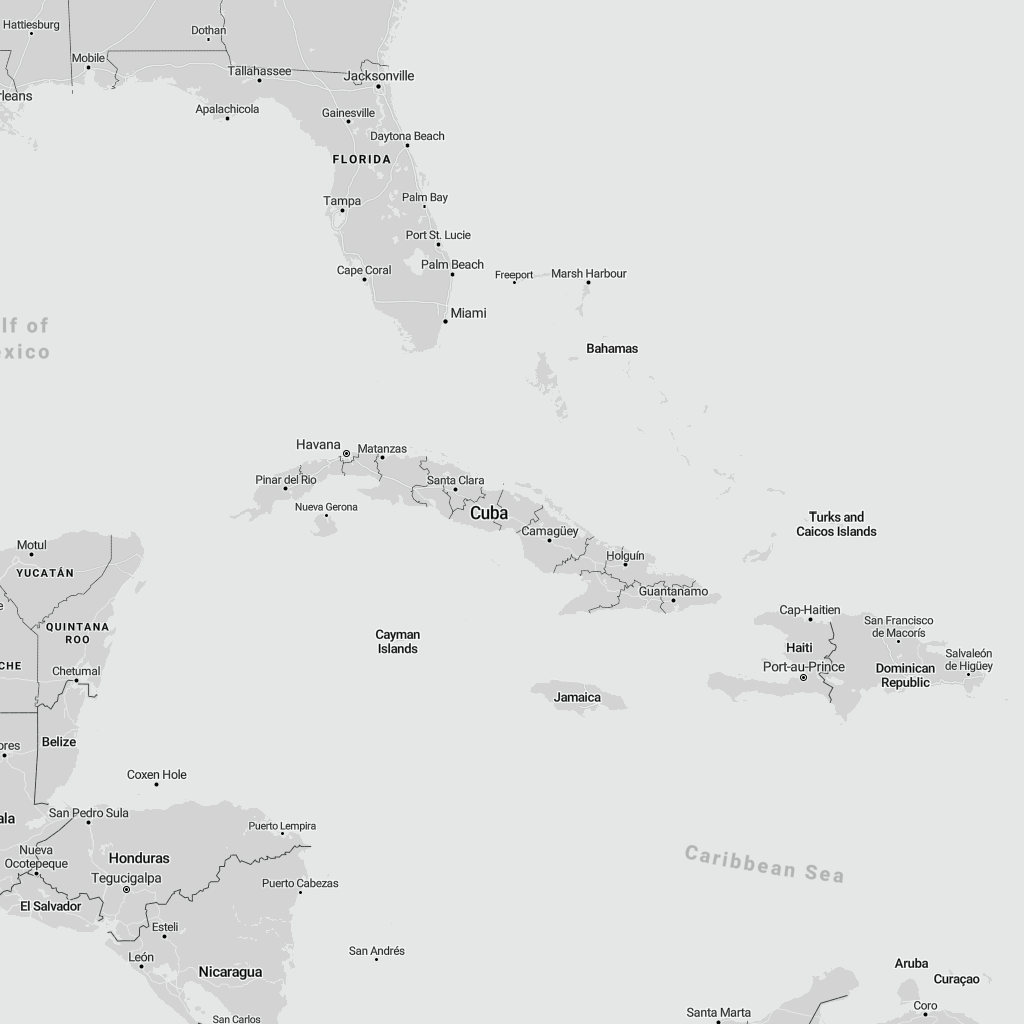 Hattiesburg
Dothan
Mobile
Tallahassee
Jacksonville
rleans
Apalachicola
Gainesville
Daytona Beach
FLORIDA
Tampa
Palm Bay
Port St. Lucie
Palm Beach
Cape Coral
Freeport
Marsh Harbour
Miami
lf of
exico
Bahamas
Havana
Matanzas
Pinar del Rio
Santa Clara
Nueva Gerona
Cuba
Camagüey
Turks and
Caicos Islands
Motul
YUCATÁN
Holguín
Guantanamo
e
QUINTANA
ROO
Cap-Haitien
San Francisco
de Macorís
Cayman
Islands
Haiti
Salvaleón
de Higüey
CHE
Chetumal
Port-au-Prince
Dominican
Republic
Jamaica
Belize
ores
Coxen Hole
San Pedro Sula
ala
Puerto Lempira
Nueva
Ocotepeque
Honduras
Tegucigalpa
Caribbean Sea
Puerto Cabezas
El Salvador
Esteli
San Andrés
León
Nicaragua
Aruba
Curaçao
San Carlos
Santa Marta
Coro